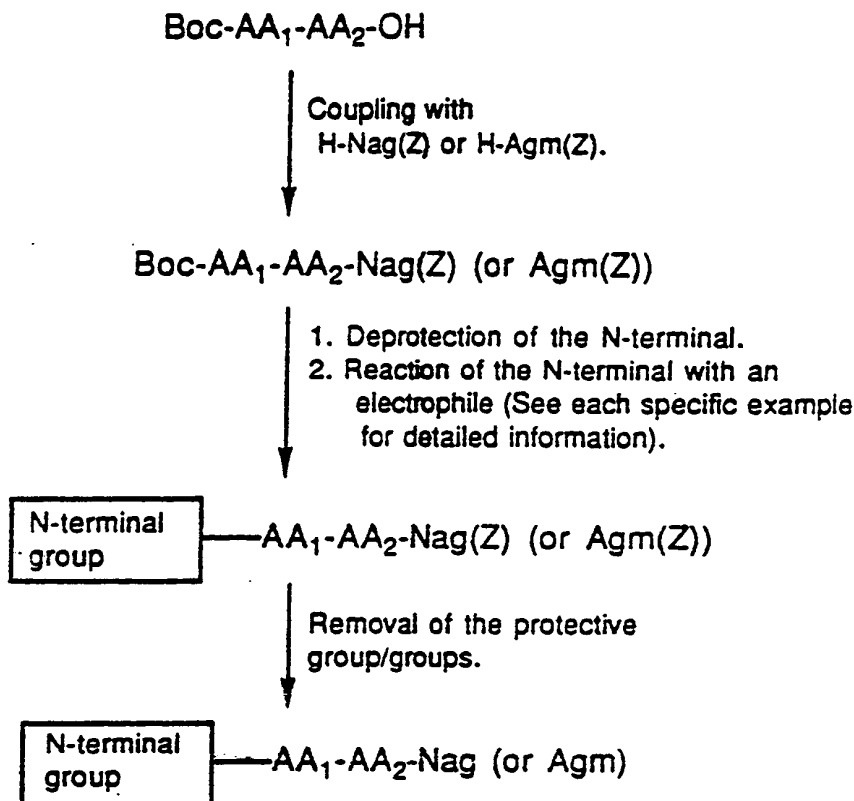 Boc-AA₁-AA₂-OH
Coupling with
H-Nag(Z) or H-Agm(Z).
Boc-AA₁-AA₂-Nag(Z) (or Agm(Z))
1. Deprotection of the N-terminal.
2. Reaction of the N-terminal with an
electrophile (See each specific example
for detailed information).
N-terminal
group
AA₁-AA₂-Nag(Z) (or Agm(Z))
Removal of the protective
group/groups.
N-terminal
group
AA₁-AA₂-Nag (or Agm)